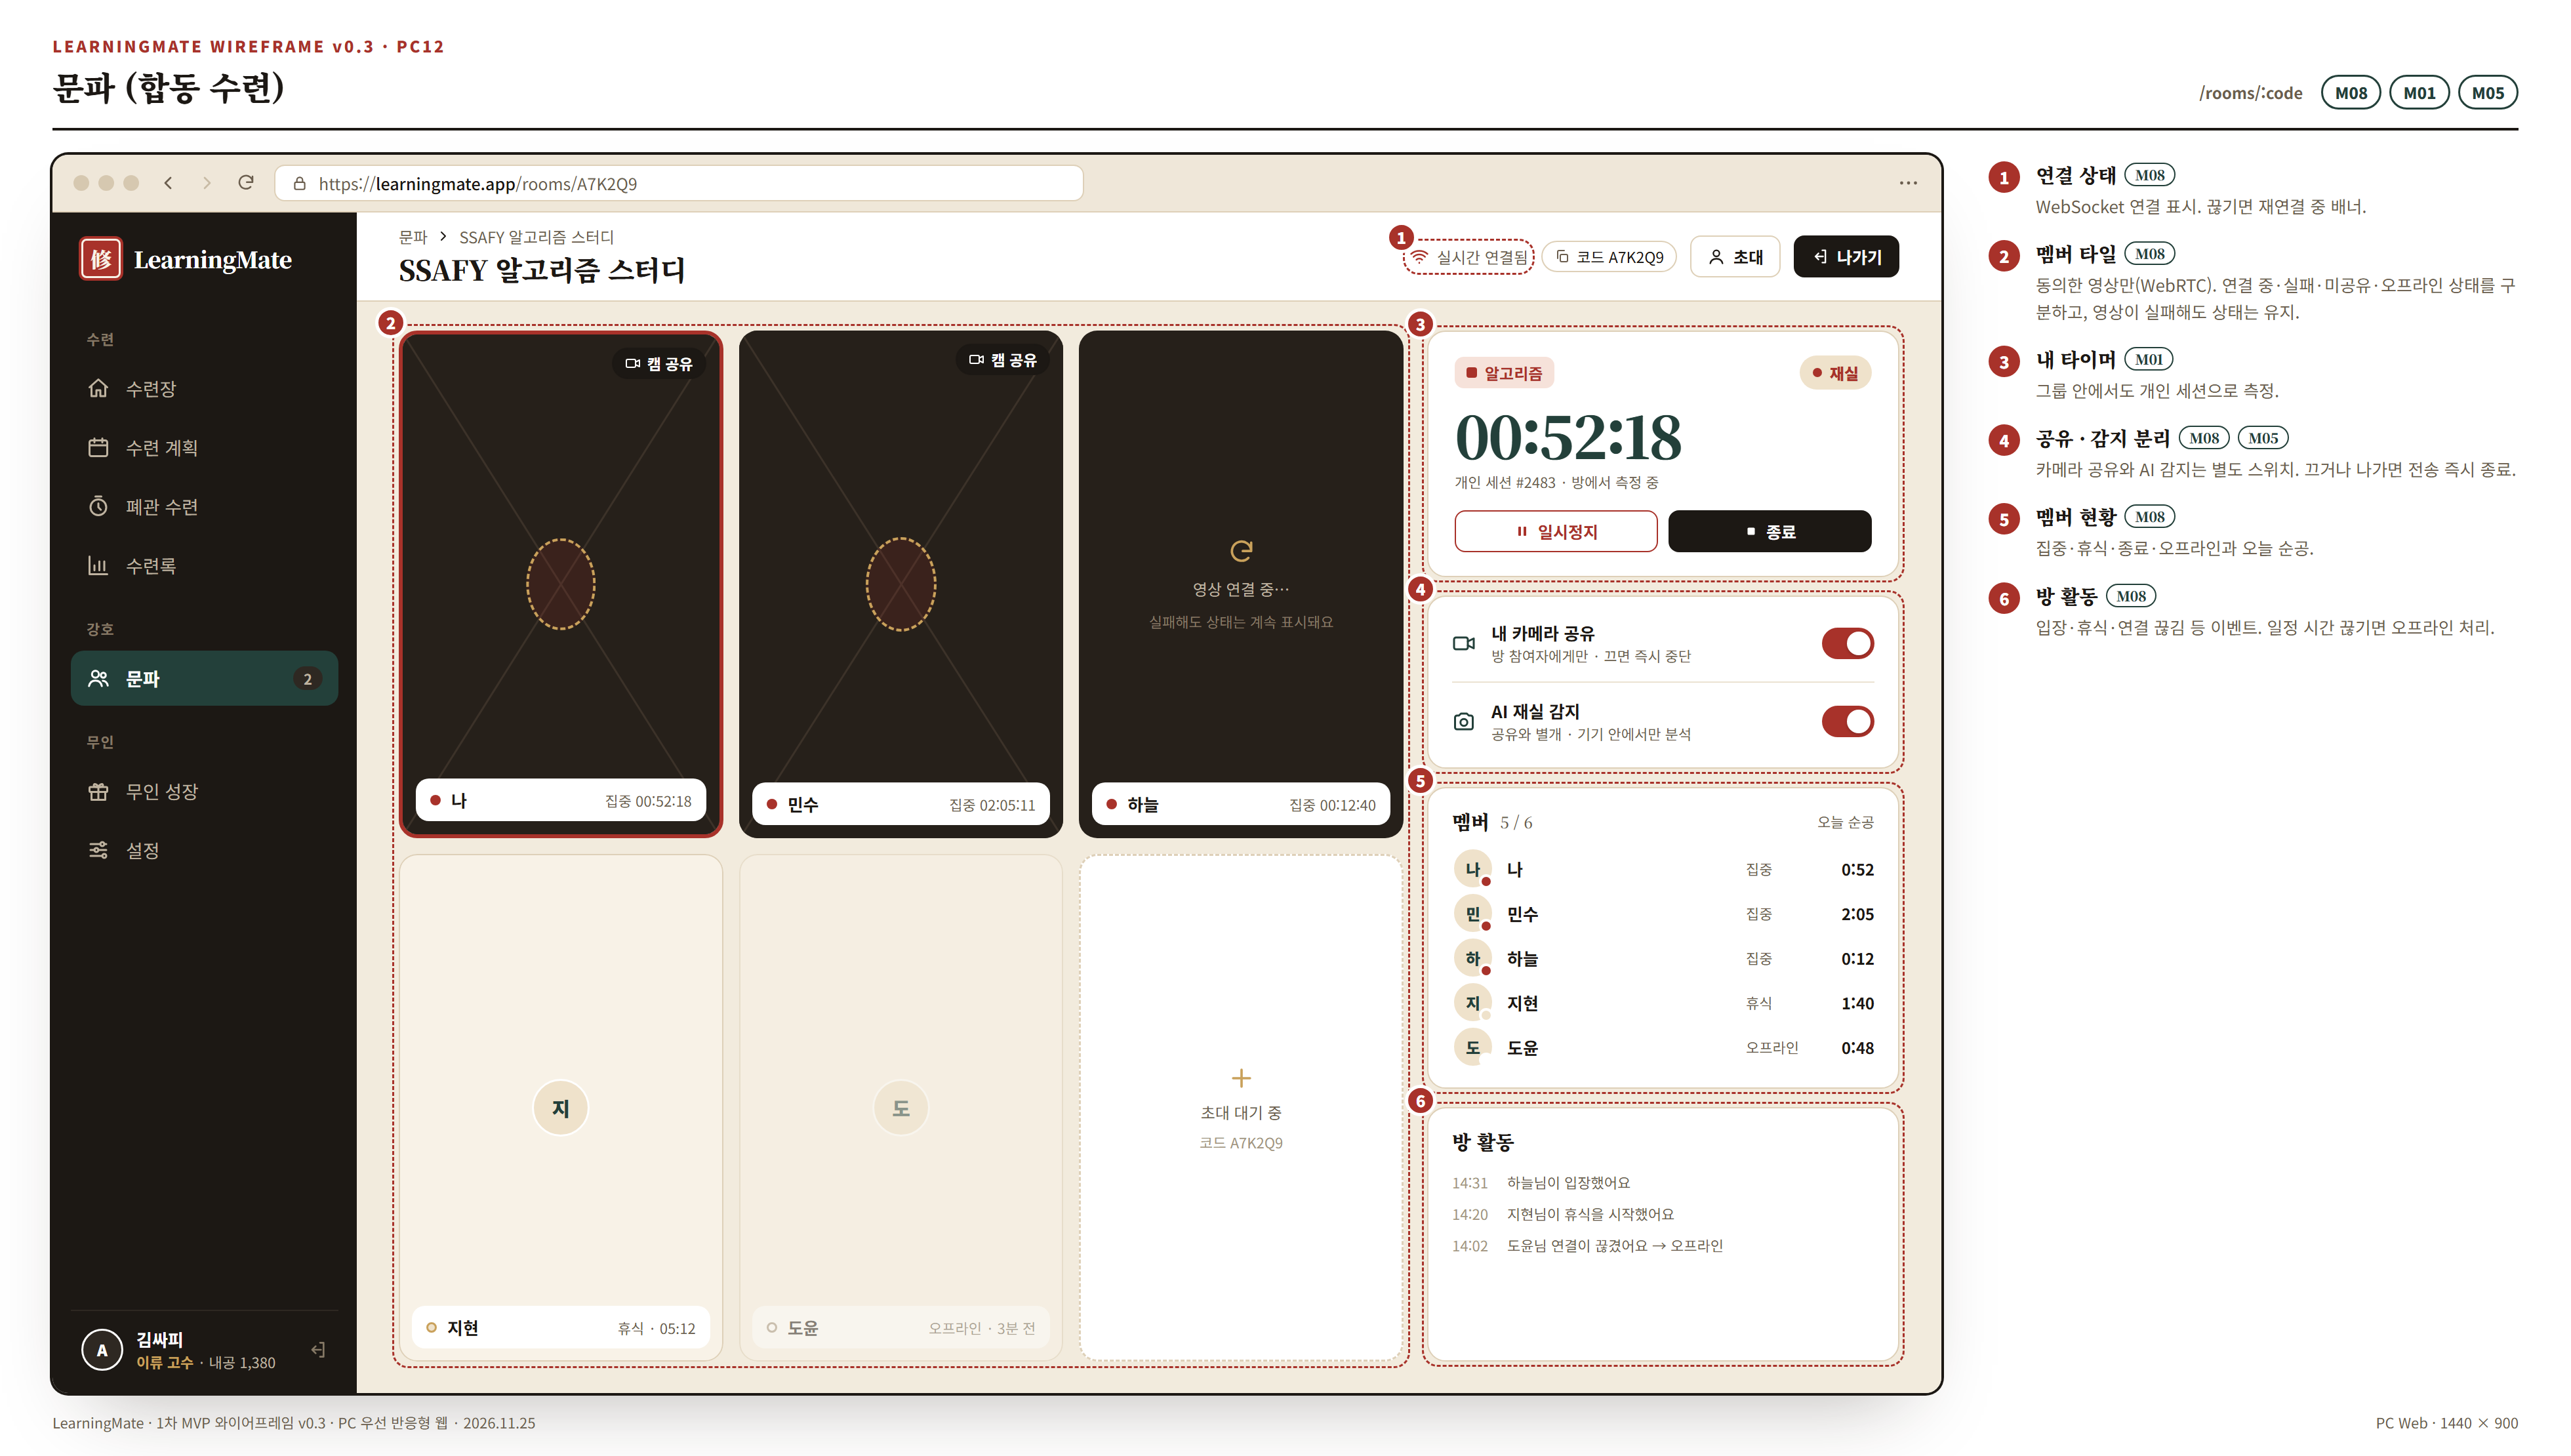 LEARNINGMATE WIREFRAME v0.3 · PC12
문파 (합동 수련)
/rooms/:code
M08
M01
M05
https://learningmate.app/rooms/A7K2Q9
修 LearningMate
수련
수련장
수련 계획
폐관 수련
수련록
강호
문파 2
무인
무인 성장
설정
A
김싸피
이류 고수 · 내공 1,380
문파 > SSAFY 알고리즘 스터디
SSAFY 알고리즘 스터디
1
실시간 연결됨
코드 A7K2Q9
초대
나가기
2
캠 공유
나 집중 00:52:18
캠 공유
민수 집중 02:05:11
영상 연결 중…
실패해도 상태는 계속 표시돼요
하늘 집중 00:12:40
지
지현 휴식 · 05:12
도
도윤 오프라인 · 3분 전
초대 대기 중
코드 A7K2Q9
3
알고리즘
재실
00:52:18
개인 세션 #2483 · 방에서 측정 중
일시정지
종료
4
내 카메라 공유
방 참여자에게만 · 끄면 즉시 중단
AI 재실 감지
공유와 별개 · 기기 안에서만 분석
5
멤버 5 / 6 오늘 순공
나 나 집중 0:52
민 민수 집중 2:05
하 하늘 집중 0:12
지 지현 휴식 1:40
도 도윤 오프라인 0:48
6
방 활동
14:31 하늘님이 입장했어요
14:20 지현님이 휴식을 시작했어요
14:02 도윤님 연결이 끊겼어요 → 오프라인
1 연결 상태 M08
WebSocket 연결 표시. 끊기면 재연결 중 배너.
2 멤버 타일 M08
동의한 영상만(WebRTC). 연결 중·실패·미공유·오프라인 상태를 구
분하고, 영상이 실패해도 상태는 유지.
3 내 타이머 M01
그룹 안에서도 개인 세션으로 측정.
4 공유 · 감지 분리 M08 M05
카메라 공유와 AI 감지는 별도 스위치. 끄거나 나가면 전송 즉시 종료.
5 멤버 현황 M08
집중·휴식·종료·오프라인과 오늘 순공.
6 방 활동 M08
입장·휴식·연결 끊김 등 이벤트. 일정 시간 끊기면 오프라인 처리.
LearningMate · 1차 MVP 와이어프레임 v0.3 · PC 우선 반응형 웹 · 2026.11.25
PC Web · 1440 × 900